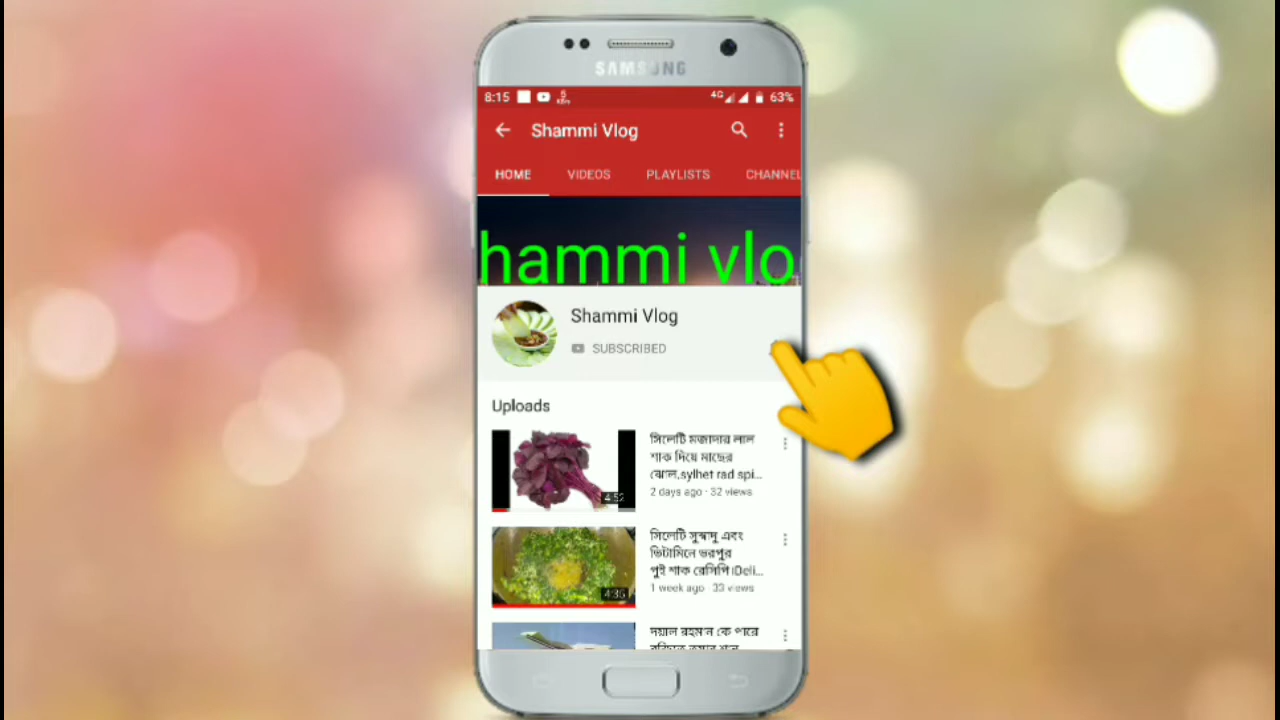 SAMSUNG
8:15
4G 63%
Shammi Vlog
HOME VIDEOS PLAYLISTS CHANNEL
hammi vlo
Shammi Vlog
SUBSCRIBED
Uploads
সিলেটি মজাদার লাল
শাক দিয়ে মাছের
ঝোল,sylhet rad spi...
2 days ago · 32 views
4:52
সিলেটি সুস্বাদু এবং
ভিটামিনে ভরপুর
পুই শাক রেসিপি।Deli...
1 week ago · 33 views
4:35
দয়াল রহমান কে পারে